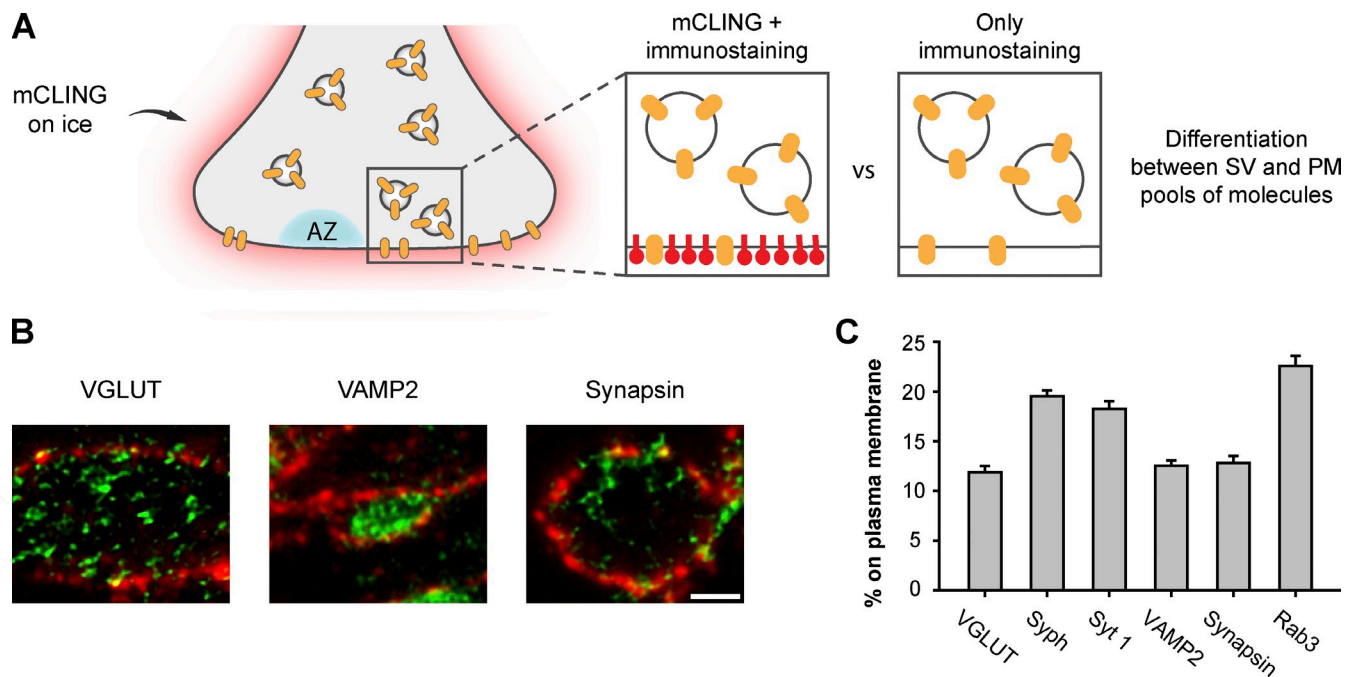 A
mCLING
on ice
AZ
mCLING +
immunostaining
vs
Only
immunostaining
Differentiation
between SV and PM
pools of molecules
B
VGLUT
VAMP2
Synapsin
C
% on plasma membrane
25
20
15
10
5
0
VGLUT
Syph
Syt 1
VAMP2
Synapsin
Rab3